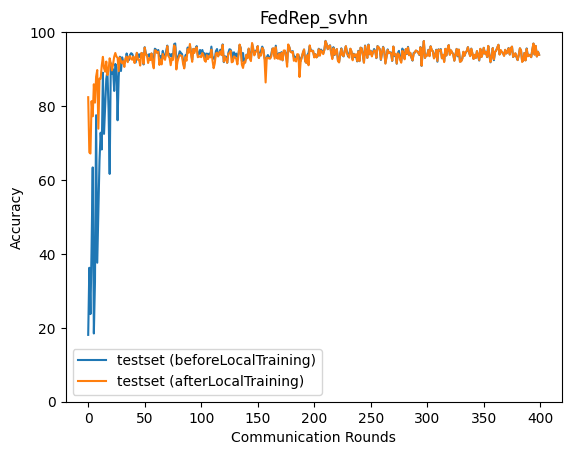 FedRep_svhn
100
80
60
40
20
0
Accuracy
testset (beforeLocalTraining)
testset (afterLocalTraining)
0 50 100 150 200 250 300 350 400
Communication Rounds